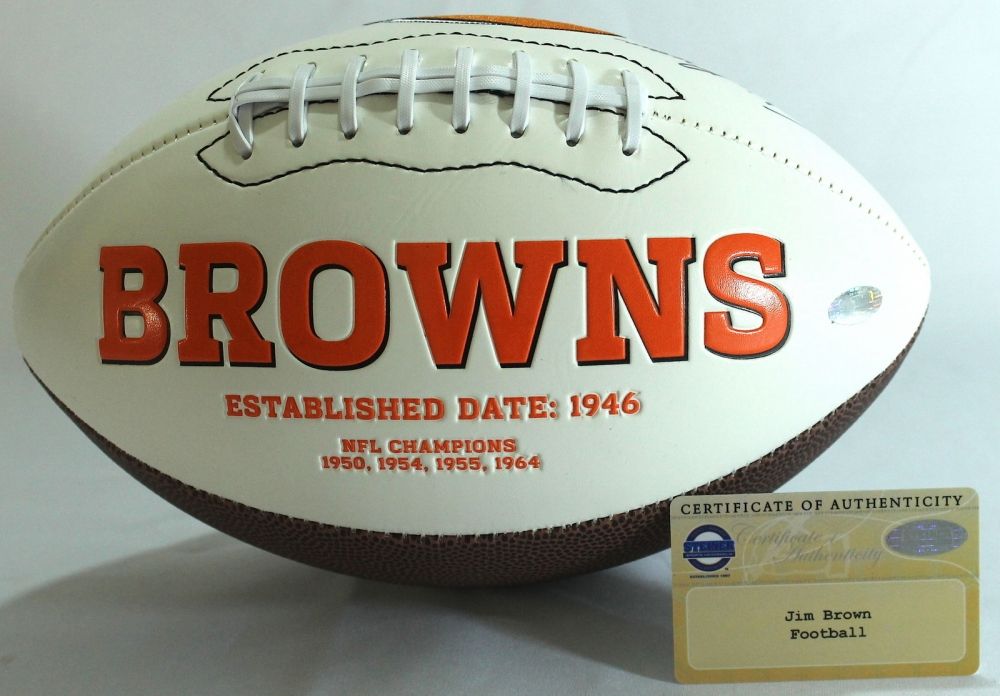 BROWNS
ESTABLISHED DATE: 1946
NFL CHAMPIONS
1950, 1954, 1955, 1964
CERTIFICATE OF AUTHENTICITY
STEINER
Certificate of
Authenticity
Jim Brown
Football